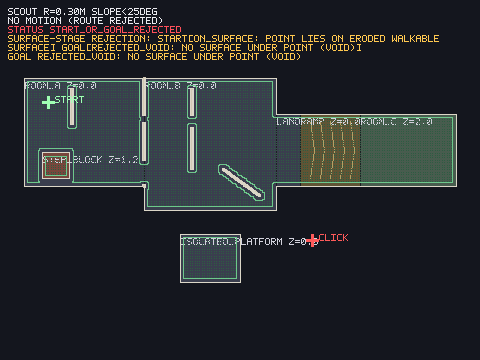 SCOUT R=0.30M SLOPE<25DEG
NO MOTION (ROUTE REJECTED)
STATUS START_OR_GOAL_REJECTED
SURFACE-STAGE REJECTION: START[ON_SURFACE: POINT LIES ON ERODED WALKABLE
SURFACE] GOAL[REJECTED_VOID: NO SURFACE UNDER POINT (VOID)]
GOAL REJECTED_VOID: NO SURFACE UNDER POINT (VOID)
ROOM_A Z=0.0
ROOM_B Z=0.0
START
LANDRAMP Z=0.0
ROOM_C Z=2.0
Z=1.2
ISOLATED_PLATFORM Z=0.0
CLICK